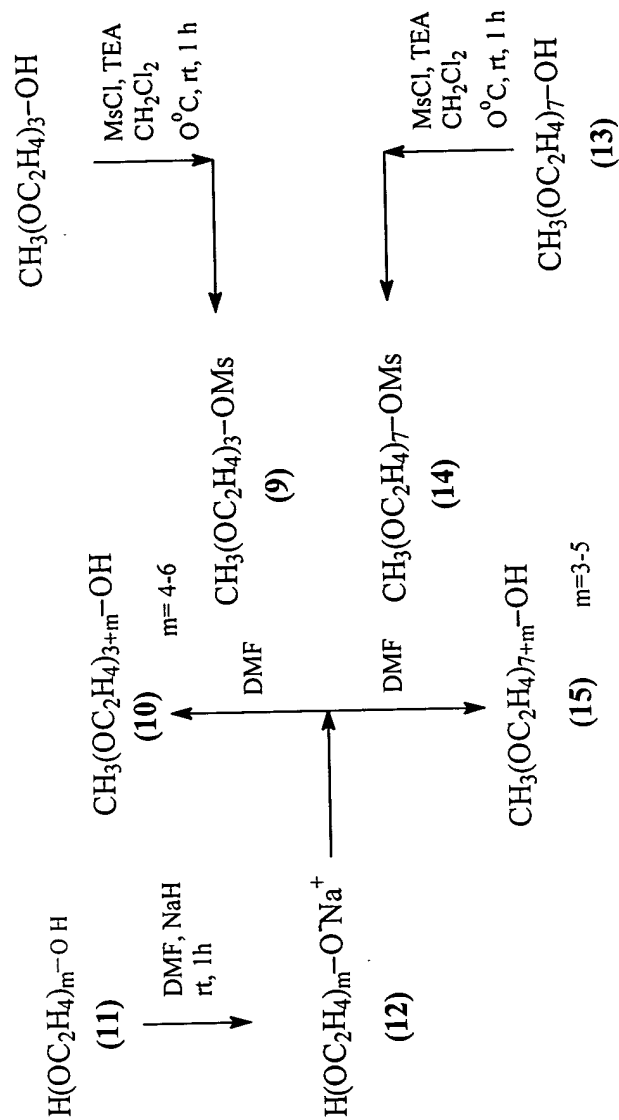 H(OC2H4)m–OH
(11)
DMF, NaH
rt, 1h
H(OC2H4)m–O⁻Na⁺
(12)
CH3(OC2H4)3+m–OH
(10)
m= 4-6
DMF
DMF
CH3(OC2H4)7+m–OH
(15)
m=3-5
CH3(OC2H4)3–OMs
(9)
CH3(OC2H4)7–OMs
(14)
CH3(OC2H4)3–OH
MsCl, TEA
CH2Cl2
O°C, rt, 1 h
MsCl, TEA
CH2Cl2
O°C, rt, 1 h
CH3(OC2H4)7–OH
(13)